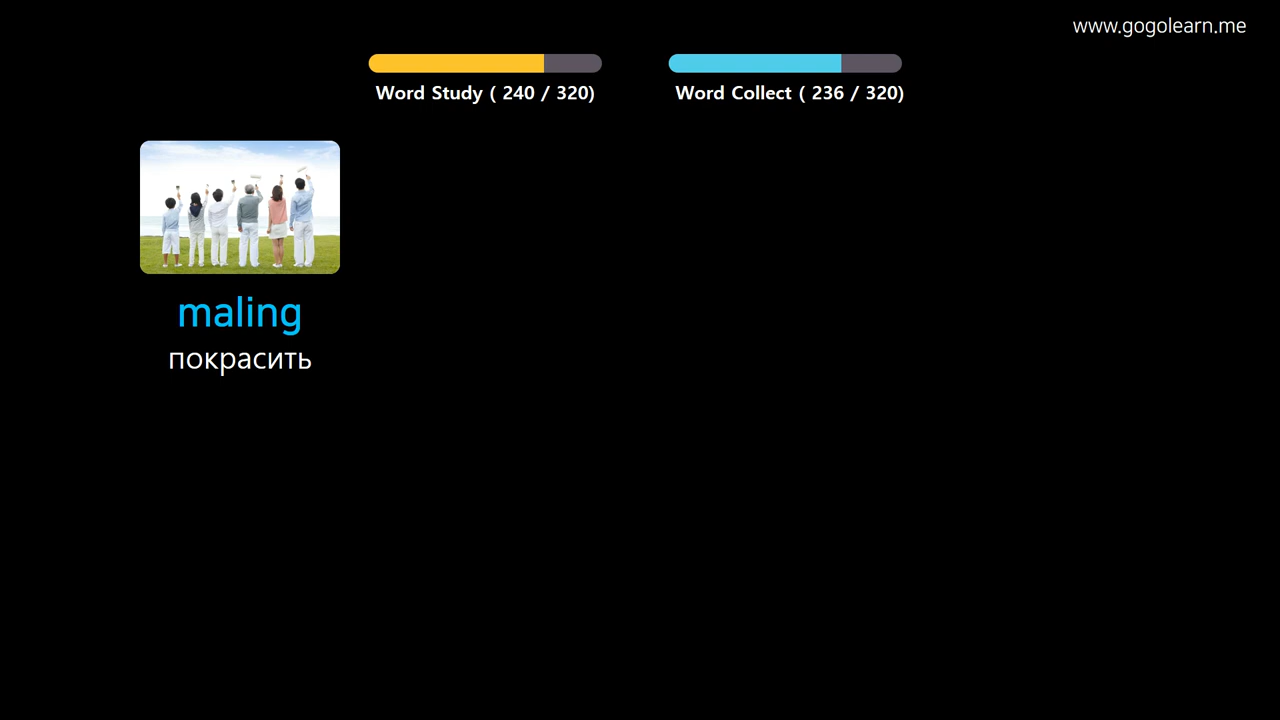 www.gogolearn.me
Word Study ( 240 / 320)
Word Collect ( 236 / 320)
maling
покрасить